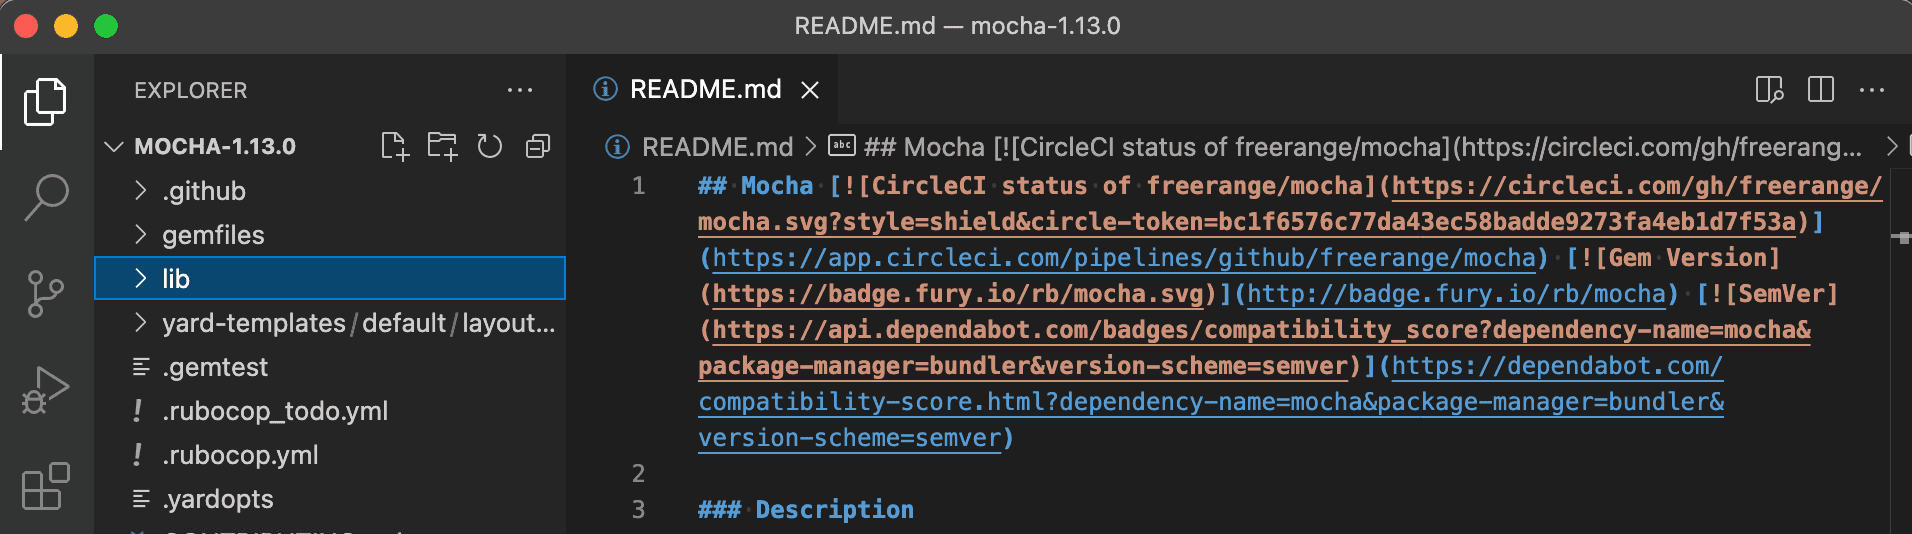 README.md — mocha-1.13.0
EXPLORER
MOCHA-1.13.0
.github
gemfiles
lib
yard-templates/default/layout...
.gemtest
.rubocop_todo.yml
.rubocop.yml
.yardopts
README.md
README.md > ## Mocha [![CircleCI status of freerange/mocha](https://circleci.com/gh/freerang...
1 ## Mocha [![CircleCI status of freerange/mocha](https://circleci.com/gh/freerange/
mocha.svg?style=shield&circle-token=bc1f6576c77da43ec58badde9273fa4eb1d7f53a)]
(https://app.circleci.com/pipelines/github/freerange/mocha) [![Gem Version]
(https://badge.fury.io/rb/mocha.svg)](http://badge.fury.io/rb/mocha) [![SemVer]
(https://api.dependabot.com/badges/compatibility_score?dependency-name=mocha&
package-manager=bundler&version-scheme=semver)](https://dependabot.com/
compatibility-score.html?dependency-name=mocha&package-manager=bundler&
version-scheme=semver)
2
3 ### Description